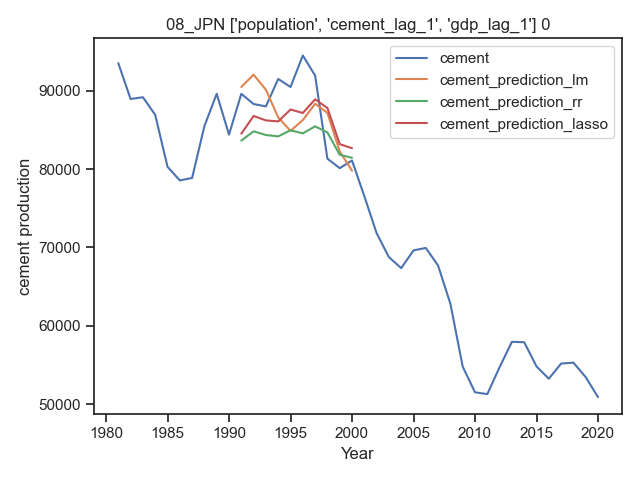 08_JPN ['population', 'cement_lag_1', 'gdp_lag_1'] 0
cement
cement_prediction_lm
cement_prediction_rr
cement_prediction_lasso
90000
80000
70000
60000
50000
cement production
1980 1985 1990 1995 2000 2005 2010 2015 2020
Year